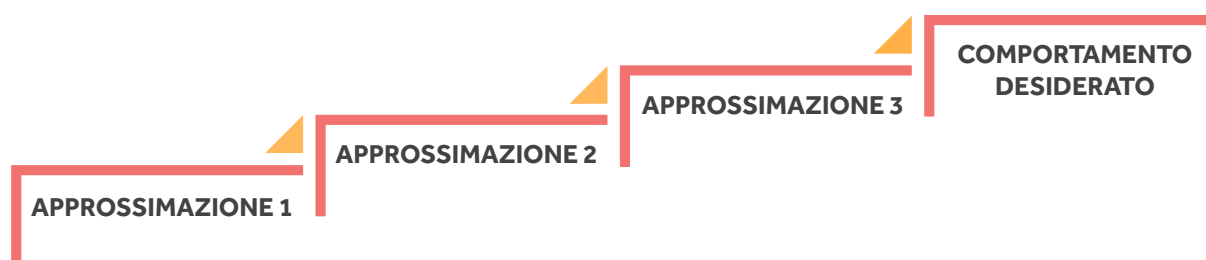 APPROSSIMAZIONE 1
APPROSSIMAZIONE 2
APPROSSIMAZIONE 3
COMPORTAMENTO
DESIDERATO